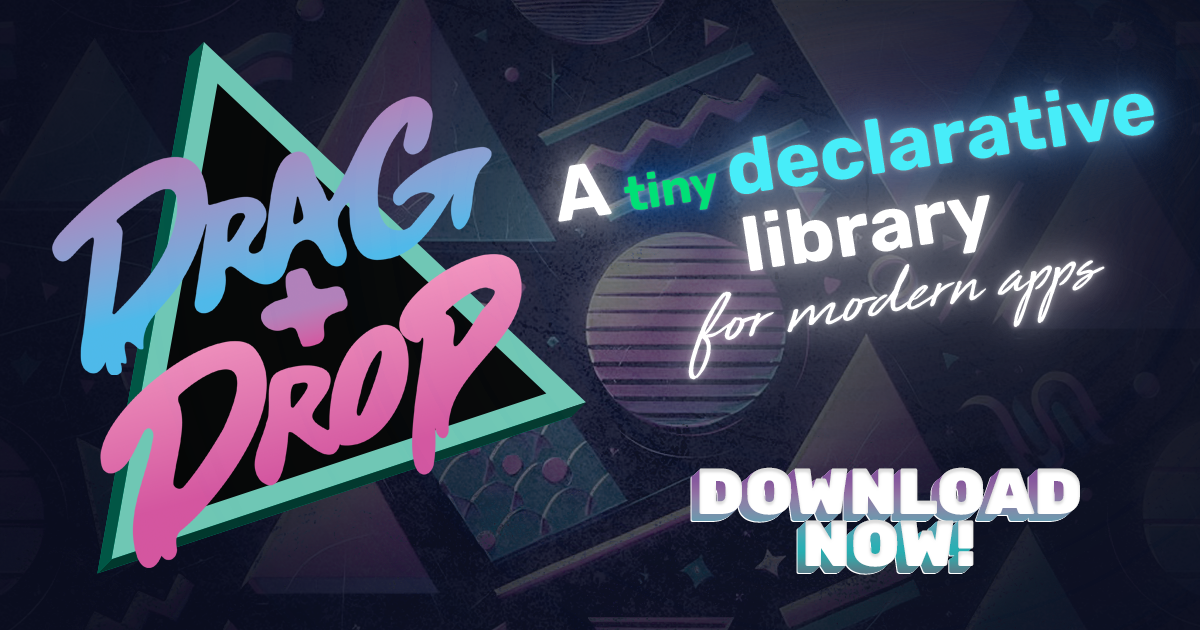 DRAG
+
DROP
A tiny declarative
library
for modern apps
DOWNLOAD
NOW!